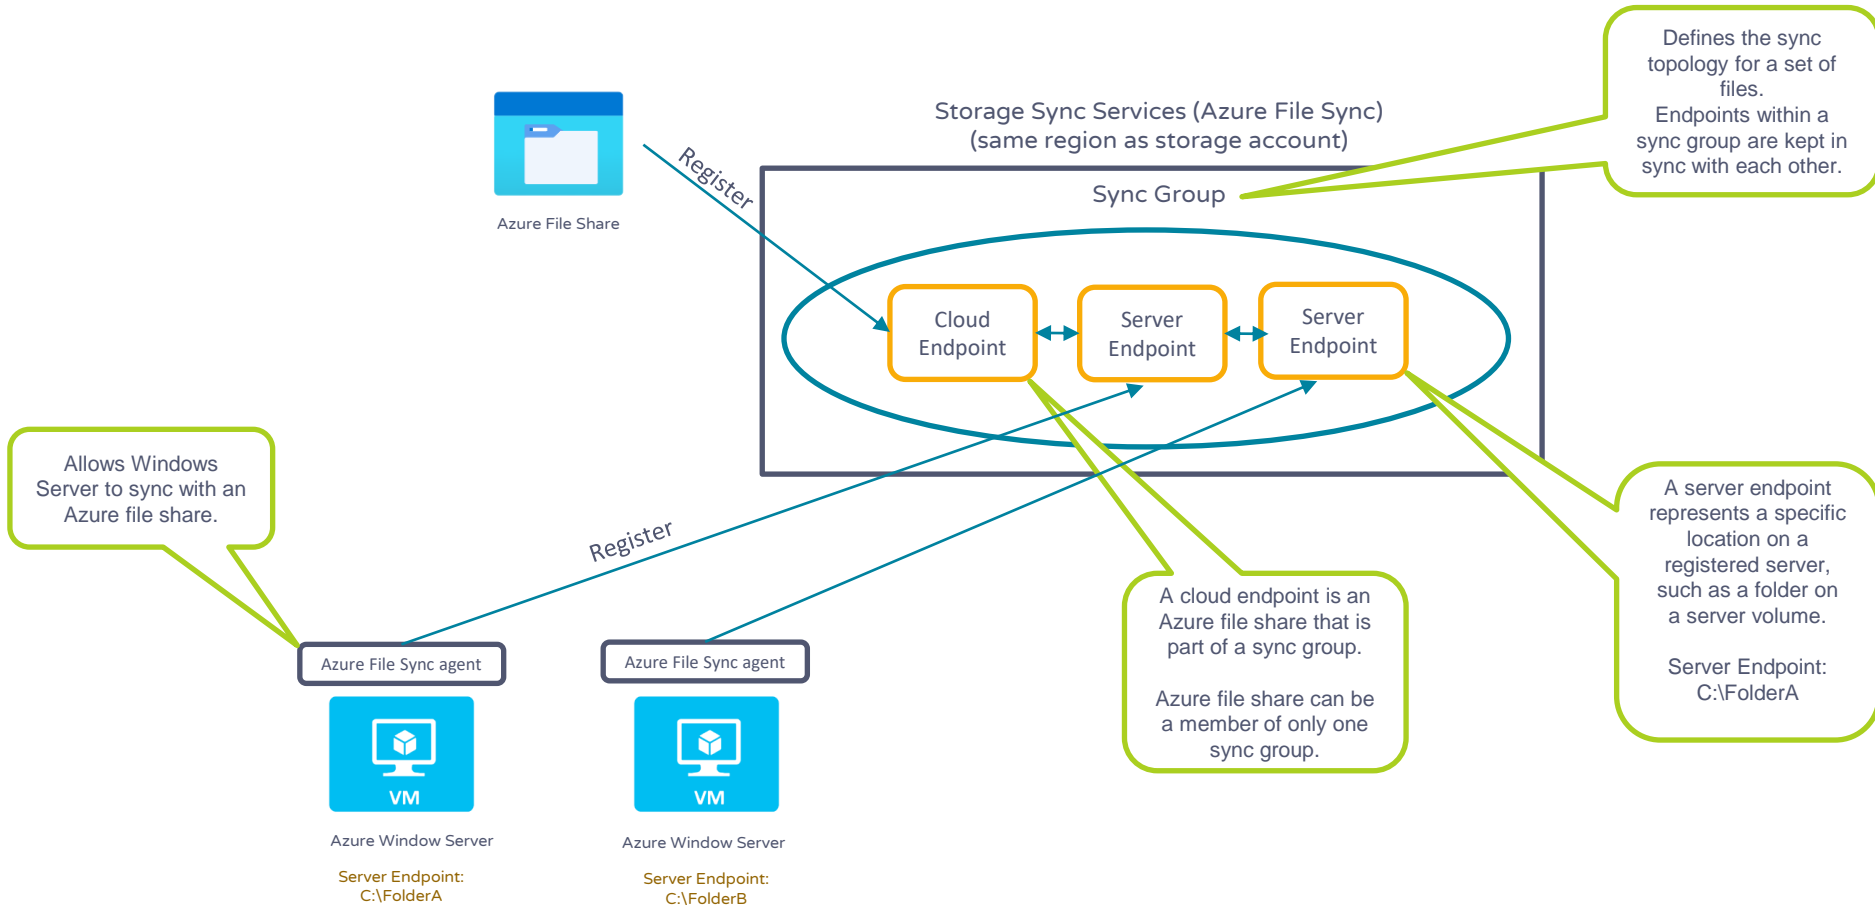 Defines the sync
topology for a set of
files.
Endpoints within a
sync group are kept in
sync with each other.
Storage Sync Services (Azure File Sync)
(same region as storage account)
Register
Sync Group
Azure File Share
Cloud
Endpoint
Server
Endpoint
Server
Endpoint
Allows Windows
Server to sync with an
Azure file share.
A server endpoint
represents a specific
location on a
registered server,
such as a folder on
a server volume.
Server Endpoint:
C:\FolderA
Register
A cloud endpoint is an
Azure file share that is
part of a sync group.
Azure file share can be
a member of only one
sync group.
Azure File Sync agent
Azure File Sync agent
VM
VM
Azure Window Server
Azure Window Server
Server Endpoint:
C:\FolderA
Server Endpoint:
C:\FolderB